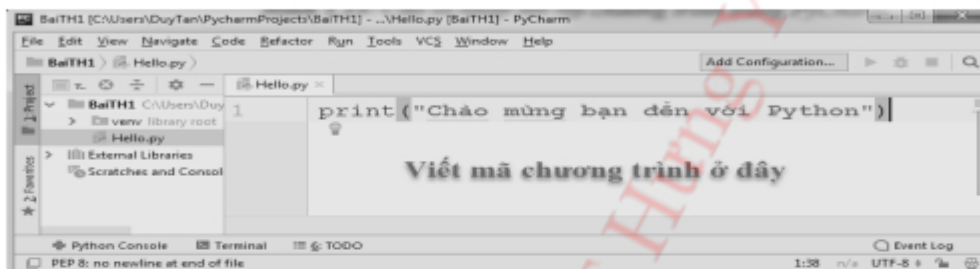 BaiTH1 [C:\Users\DuyTan\PycharmProjects\BaiTH1] - ...\Hello.py [BaiTH1] - PyCharm
File Edit View Navigate Code Refactor Run Tools VCS Window Help
BaiTH1 Hello.py Add Configuration...
1: Project
Hello.py
BaiTH1 C:\Users\Duy
venv library root
Hello.py
External Libraries
Scratches and Consol
2: Favorites
1 print("Chào mừng bạn đến với Python")
Viết mã chương trình ở đây
Python Console Terminal 6: TODO Event Log
PEP 8: no newline at end of file 1:38 n/a UTF-8
Hưng Y